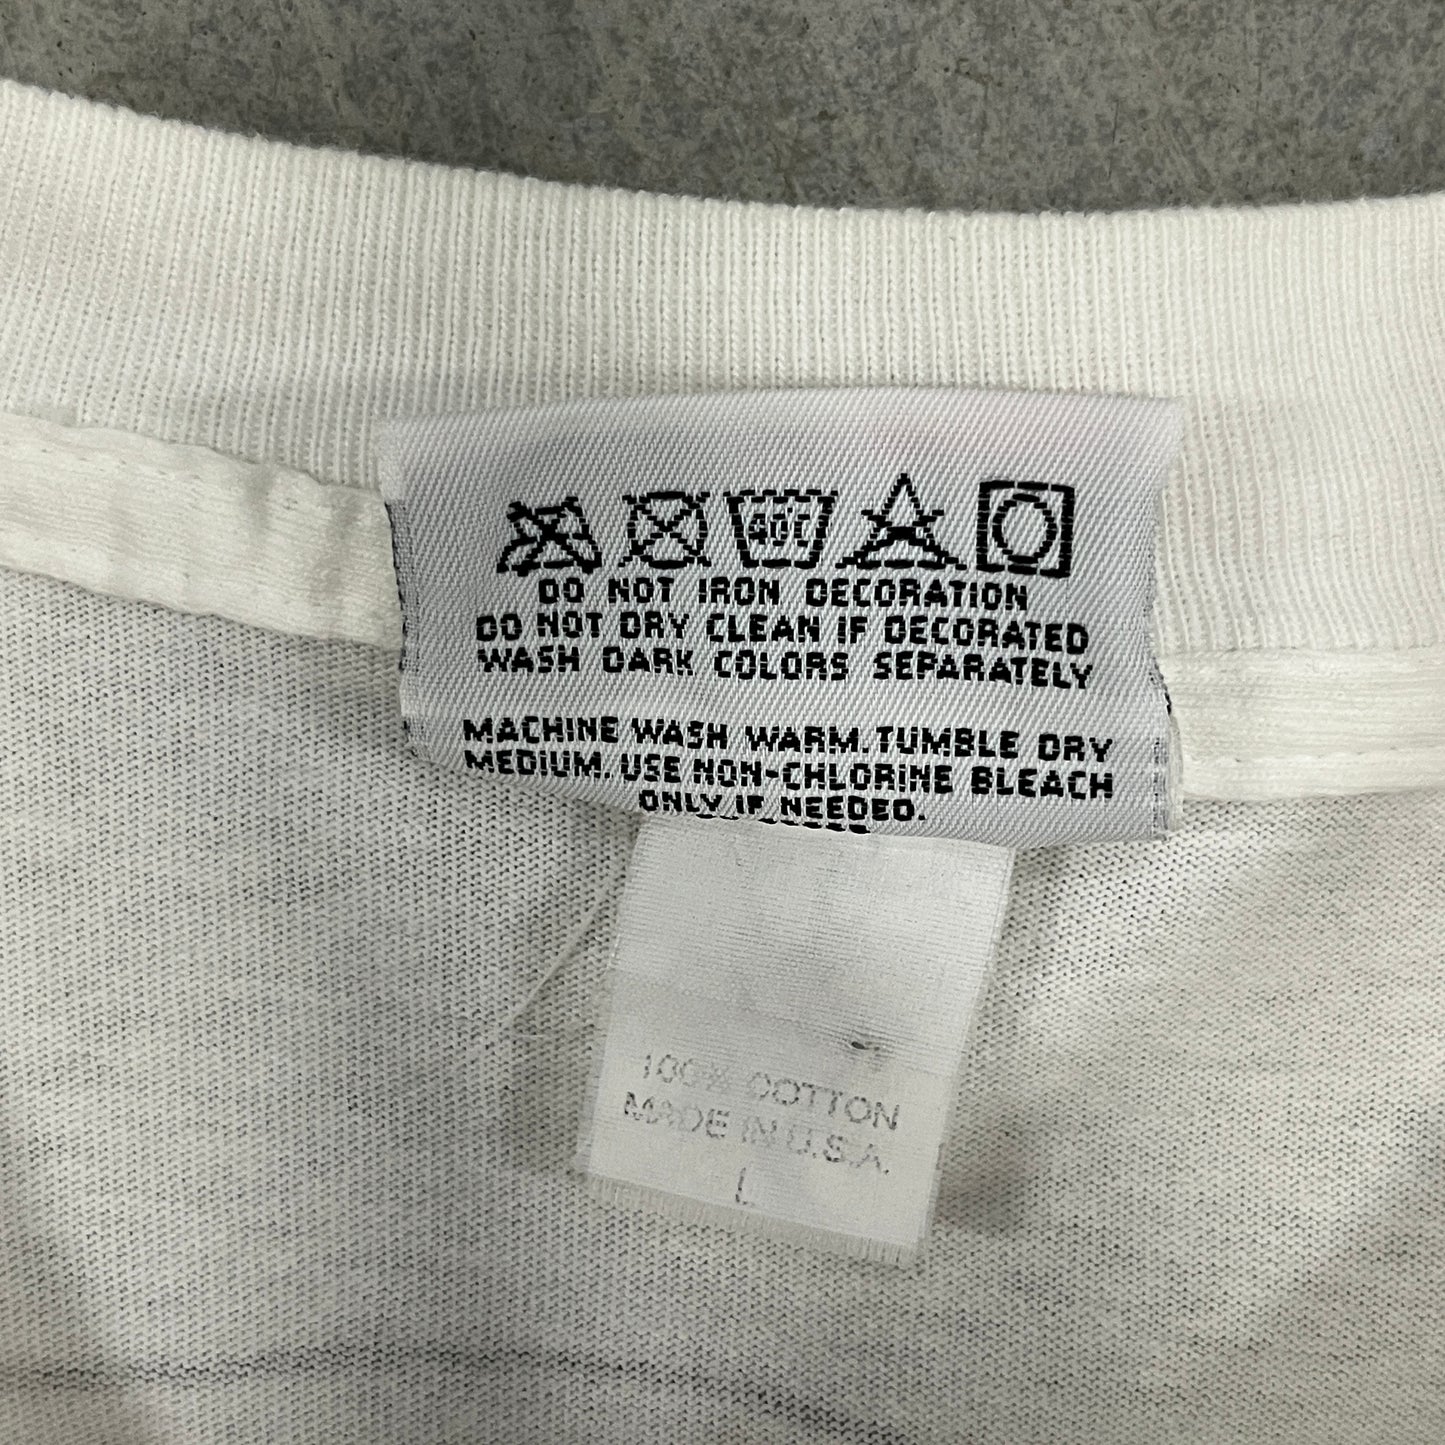 40°C
DO NOT IRON DECORATION
DO NOT DRY CLEAN IF DECORATED
WASH DARK COLORS SEPARATELY
MACHINE WASH WARM. TUMBLE DRY
MEDIUM. USE NON-CHLORINE BLEACH
ONLY IF NEEDED.
100% COTTON
MADE IN U.S.A.
L